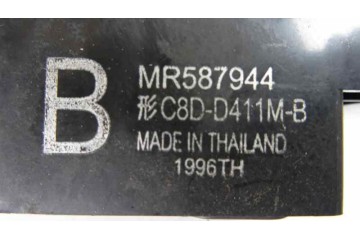 B
MR587944
形C8D-D411M-B
MADE IN THAILAND
1996TH